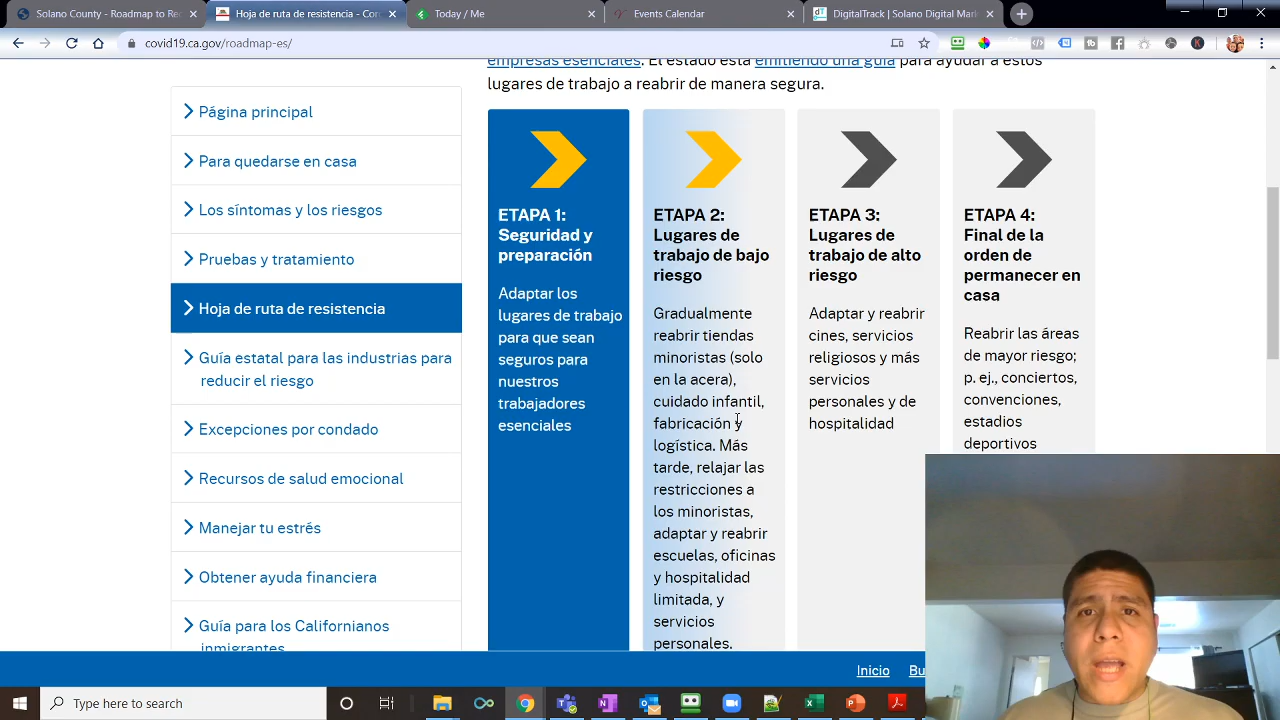 Solano County - Roadmap to Rec
Hoja de ruta de resistencia - Cor
Today / Me
Events Calendar
DigitalTrack | Solano Digital Mark
covid19.ca.gov/roadmap-es/
empresas esenciales. El estado está emitiendo una guía para ayudar a estos
lugares de trabajo a reabrir de manera segura.
Página principal
Para quedarse en casa
Los síntomas y los riesgos
Pruebas y tratamiento
Hoja de ruta de resistencia
Guía estatal para las industrias para
reducir el riesgo
Excepciones por condado
Recursos de salud emocional
Manejar tu estrés
Obtener ayuda financiera
Guía para los Californianos
inmigrantes
ETAPA 1:
Seguridad y
preparación
Adaptar los
lugares de trabajo
para que sean
seguros para
nuestros
trabajadores
esenciales
ETAPA 2:
Lugares de
trabajo de bajo
riesgo
Gradualmente
reabrir tiendas
minoristas (solo
en la acera),
cuidado infantil,
fabricación y
logística. Más
tarde, relajar las
restricciones a
los minoristas,
adaptar y reabrir
escuelas, oficinas
y hospitalidad
limitada, y
servicios
personales.
ETAPA 3:
Lugares de
trabajo de alto
riesgo
Adaptar y reabrir
cines, servicios
religiosos y más
servicios
personales y de
hospitalidad
ETAPA 4:
Final de la
orden de
permanecer en
casa
Reabrir las áreas
de mayor riesgo;
p. ej., conciertos,
convenciones,
estadios
deportivos
Inicio
Bu
Type here to search